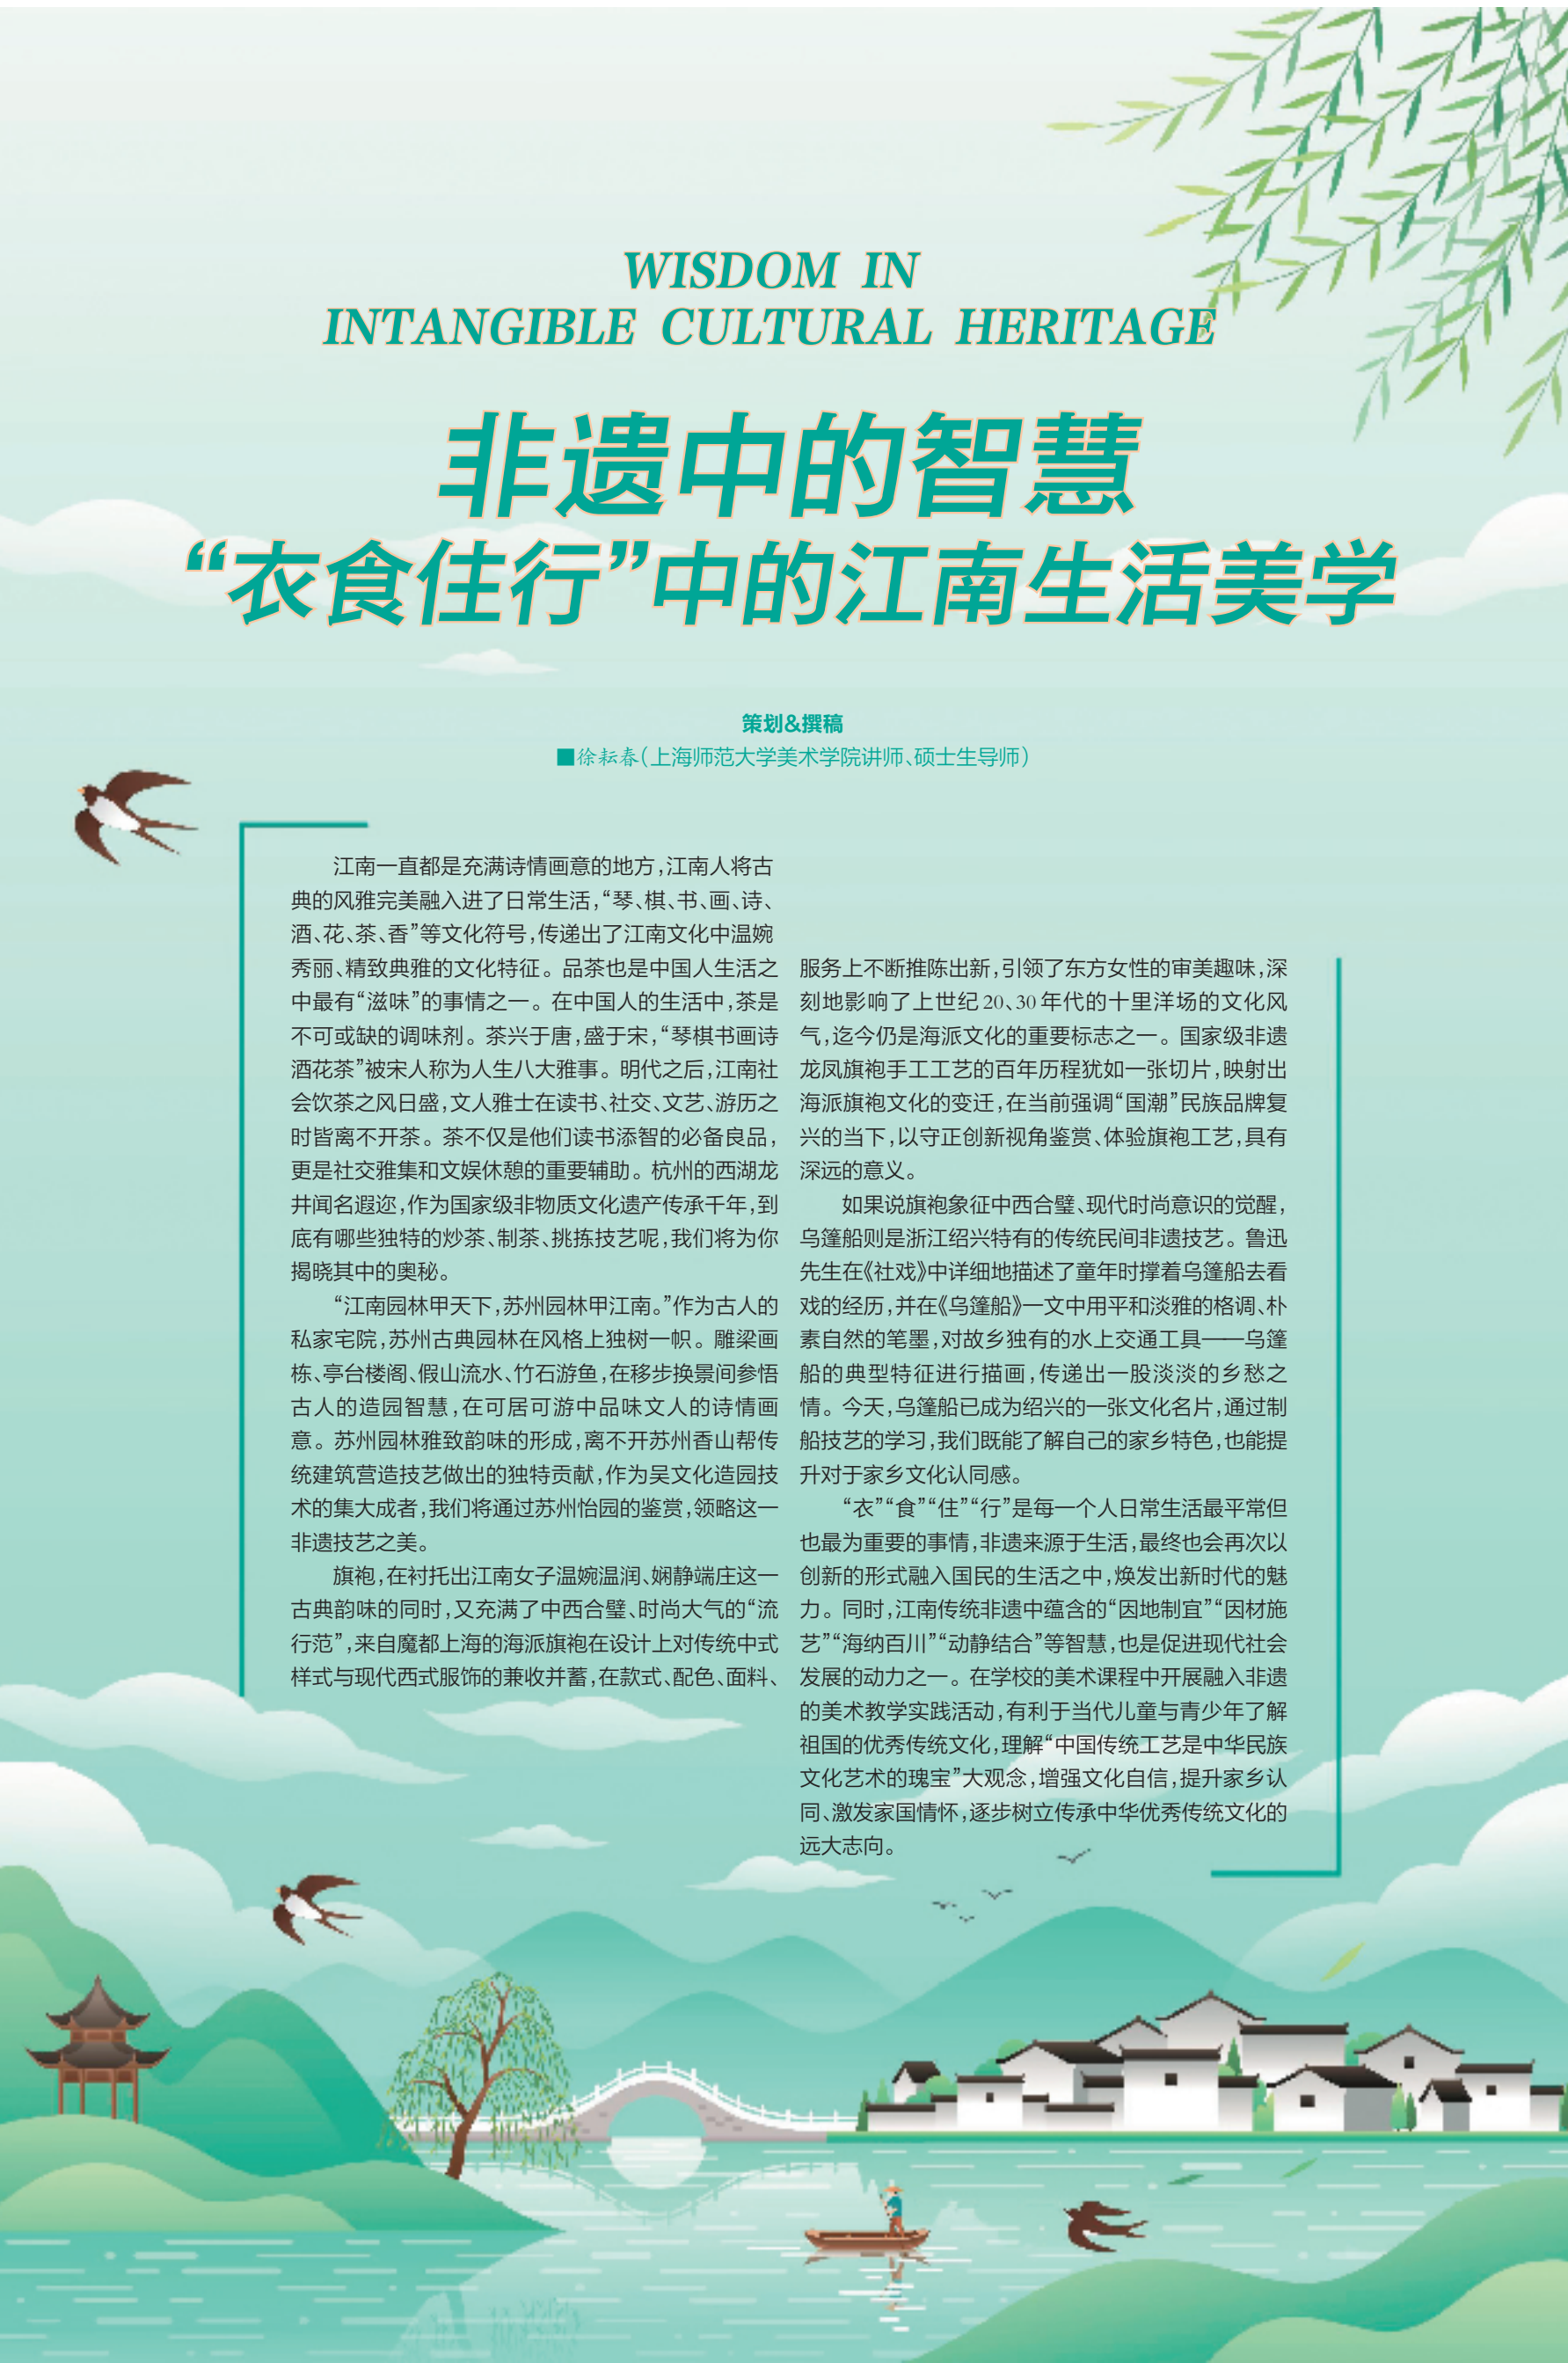 WISDOM IN
INTANGIBLE CULTURAL HERITAGE
非遗中的智慧
“衣食住行”中的江南生活美学
策划&撰稿
■徐耘春(上海师范大学美术学院讲师、硕士生导师)
江南一直都是充满诗情画意的地方,江南人将古
典的风雅完美融入进了日常生活,“琴、棋、书、画、诗、
酒、花、茶、香”等文化符号,传递出了江南文化中温婉
秀丽、精致典雅的文化特征。品茶也是中国人生活之
中最有“滋味”的事情之一。在中国人的生活中,茶是
不可或缺的调味剂。茶兴于唐,盛于宋,“琴棋书画诗
酒花茶”被宋人称为人生八大雅事。明代之后,江南社
会饮茶之风日盛,文人雅士在读书、社交、文艺、游历之
时皆离不开茶。茶不仅是他们读书添智的必备良品,
更是社交雅集和文娱休憩的重要辅助。杭州的西湖龙
井闻名遐迩,作为国家级非物质文化遗产传承千年,到
底有哪些独特的炒茶、制茶、挑拣技艺呢,我们将为你
揭晓其中的奥秘。
“江南园林甲天下,苏州园林甲江南。”作为古人的
私家宅院,苏州古典园林在风格上独树一帜。雕梁画
栋、亭台楼阁、假山流水、竹石游鱼,在移步换景间参悟
古人的造园智慧,在可居可游中品味文人的诗情画
意。苏州园林雅致韵味的形成,离不开苏州香山帮传
统建筑营造技艺做出的独特贡献,作为吴文化造园技
术的集大成者,我们将通过苏州怡园的鉴赏,领略这一
非遗技艺之美。
旗袍,在衬托出江南女子温婉温润、娴静端庄这一
古典韵味的同时,又充满了中西合璧、时尚大气的“流
行范”,来自魔都上海的海派旗袍在设计上对传统中式
样式与现代西式服饰的兼收并蓄,在款式、配色、面料、
服务上不断推陈出新,引领了东方女性的审美趣味,深
刻地影响了上世纪20、30年代的十里洋场的文化风
气,迄今仍是海派文化的重要标志之一。国家级非遗
龙凤旗袍手工工艺的百年历程犹如一张切片,映射出
海派旗袍文化的变迁,在当前强调“国潮”民族品牌复
兴的当下,以守正创新视角鉴赏、体验旗袍工艺,具有
深远的意义。
如果说旗袍象征中西合璧、现代时尚意识的觉醒,
乌篷船则是浙江绍兴特有的传统民间非遗技艺。鲁迅
先生在《社戏》中详细地描述了童年时撑着乌篷船去看
戏的经历,并在《乌篷船》一文中用平和淡雅的格调、朴
素自然的笔墨,对故乡独有的水上交通工具——乌篷
船的典型特征进行描画,传递出一股淡淡的乡愁之
情。今天,乌篷船已成为绍兴的一张文化名片,通过制
船技艺的学习,我们既能了解自己的家乡特色,也能提
升对于家乡文化认同感。
“衣”“食”“住”“行”是每一个人日常生活最平常但
也最为重要的事情,非遗来源于生活,最终也会再次以
创新的形式融入国民的生活之中,焕发出新时代的魅
力。同时,江南传统非遗中蕴含的“因地制宜”“因材施
艺”“海纳百川”“动静结合”等智慧,也是促进现代社会
发展的动力之一。在学校的美术课程中开展融入非遗
的美术教学实践活动,有利于当代儿童与青少年了解
祖国的优秀传统文化,理解“中国传统工艺是中华民族
文化艺术的瑰宝”大观念,增强文化自信,提升家乡认
同、激发家国情怀,逐步树立传承中华优秀传统文化的
远大志向。